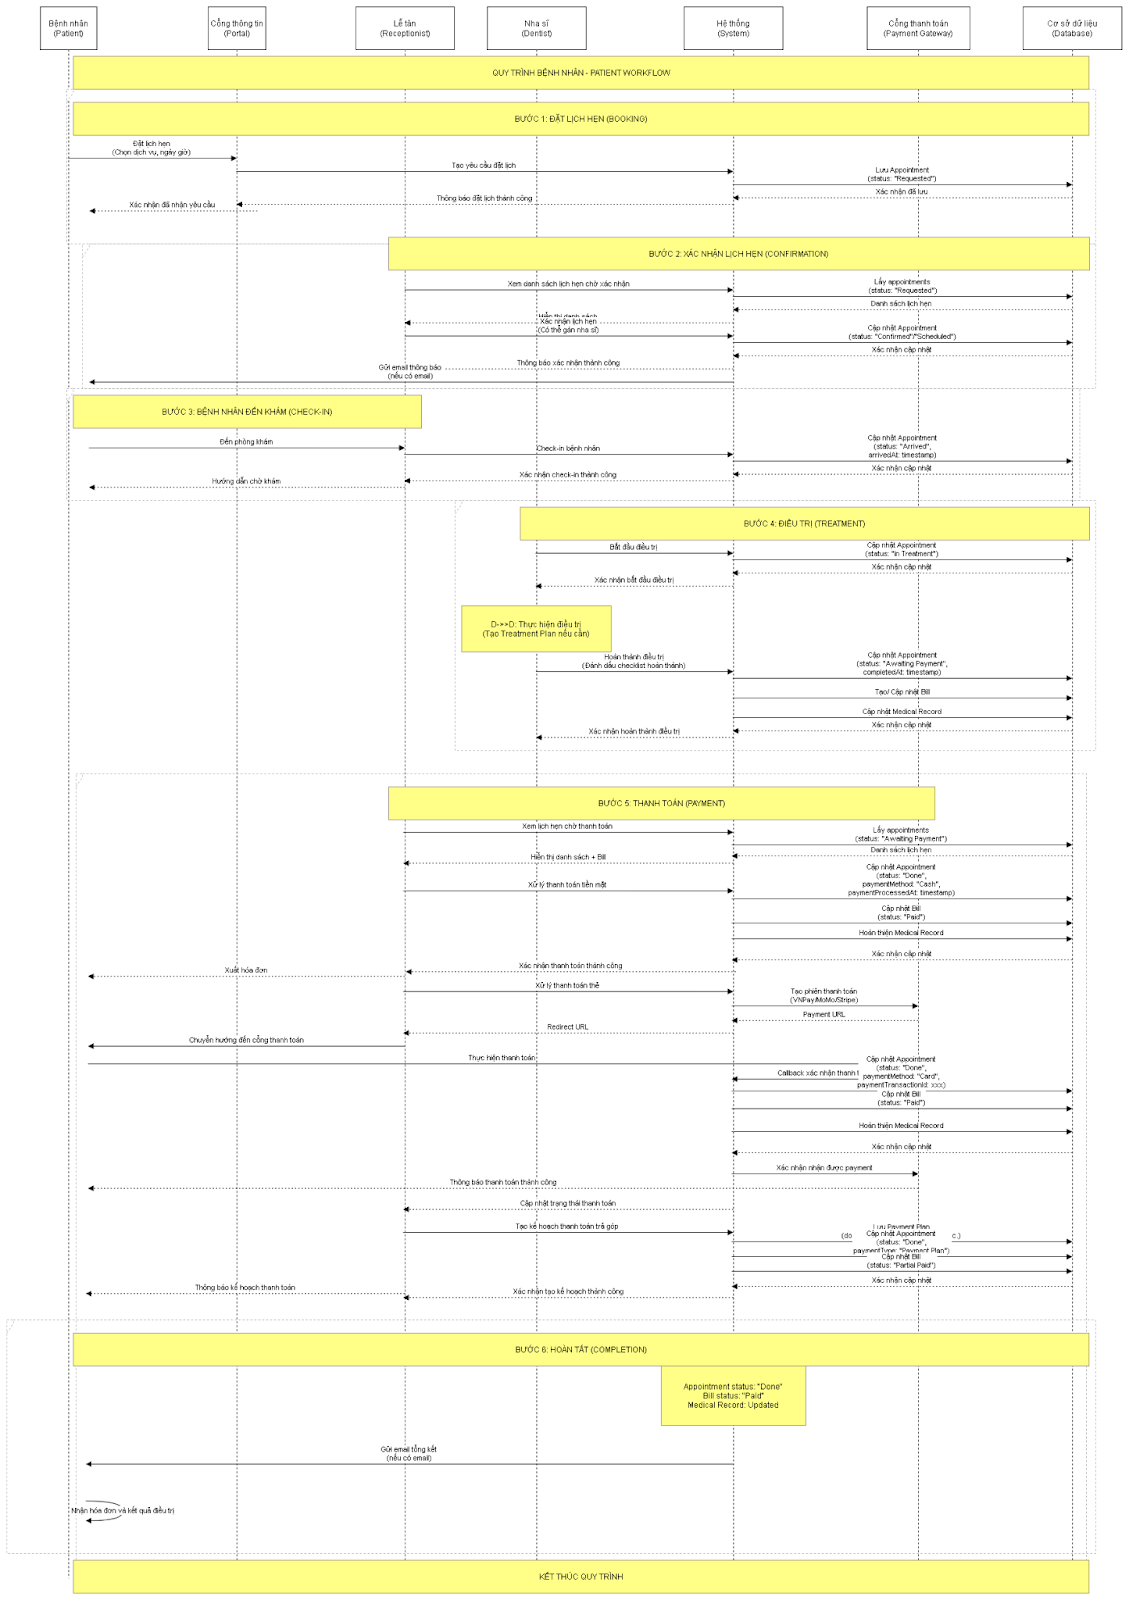 Bệnh nhân
(Patient)
Cổng thông tin
(Portal)
Lễ tân
(Receptionist)
Nha sĩ
(Dentist)
Hệ thống
(System)
Cổng thanh toán
(Payment Gateway)
Cơ sở dữ liệu
(Database)
QUY TRÌNH BỆNH NHÂN - PATIENT WORKFLOW
BƯỚC 1: ĐẶT LỊCH HẸN (BOOKING)
Đặt lịch hẹn
(Chọn dịch vụ, ngày giờ)
Tạo yêu cầu đặt lịch
Lưu Appointment
(status: "Requested")
Xác nhận đã lưu
Thông báo đặt lịch thành công
Xác nhận đã nhận yêu cầu
BƯỚC 2: XÁC NHẬN LỊCH HẸN (CONFIRMATION)
Xem danh sách lịch hẹn chờ xác nhận
Lấy appointments
(status: "Requested")
Danh sách lịch hẹn
Hiển thị danh sách
Xác nhận lịch hẹn
(Có thể gán nha sĩ)
Cập nhật Appointment
(status: "Confirmed"/"Scheduled")
Xác nhận cập nhật
Thông báo xác nhận thành công
Gửi email thông báo
(nếu có email)
BƯỚC 3: BỆNH NHÂN ĐẾN KHÁM (CHECK-IN)
Đến phòng khám
Check-in bệnh nhân
Cập nhật Appointment
(status: "Arrived",
arrivedAt: timestamp)
Xác nhận cập nhật
Xác nhận check-in thành công
Hướng dẫn chờ khám
BƯỚC 4: ĐIỀU TRỊ (TREATMENT)
Bắt đầu điều trị
Cập nhật Appointment
(status: "In Treatment")
Xác nhận cập nhật
Xác nhận bắt đầu điều trị
D->>D: Thực hiện điều trị
(Tạo Treatment Plan nếu cần)
Hoàn thành điều trị
(Đánh dấu checklist hoàn thành)
Cập nhật Appointment
(status: "Awaiting Payment",
completedAt: timestamp)
Tạo/ Cập nhật Bill
Cập nhật Medical Record
Xác nhận cập nhật
Xác nhận hoàn thành điều trị
BƯỚC 5: THANH TOÁN (PAYMENT)
Xem lịch hẹn chờ thanh toán
Lấy appointments
(status: "Awaiting Payment")
Danh sách lịch hẹn
Hiển thị danh sách + Bill
Cập nhật Appointment
(status: "Done",
paymentMethod: "Cash",
paymentProcessedAt: timestamp)
Xử lý thanh toán tiền mặt
Cập nhật Bill
(status: "Paid")
Hoàn thiện Medical Record
Xác nhận cập nhật
Xác nhận thanh toán thành công
Xuất hóa đơn
Xử lý thanh toán thẻ
Tạo phiên thanh toán
(VNPay/MoMo/Stripe)
Payment URL
Redirect URL
Chuyển hướng đến cổng thanh toán
Thực hiện thanh toán
Cập nhật Appointment
(status: "Done",
paymentMethod: "Card",
paymentTransactionId: xxx)
Callback xác nhận thanh
Cập nhật Bill
(status: "Paid")
Hoàn thiện Medical Record
Xác nhận cập nhật
Xác nhận nhận được payment
Thông báo thanh toán thành công
Cập nhật trạng thái thanh toán
Tạo kế hoạch thanh toán trả góp
Lưu Payment Plan
Cập nhật Appointment
(status: "Done",
paymentType: "Payment Plan")
Cập nhật Bill
(status: "Partial Paid")
Xác nhận cập nhật
Thông báo kế hoạch thanh toán
Xác nhận tạo kế hoạch thành công
BƯỚC 6: HOÀN TẤT (COMPLETION)
Appointment status: "Done"
Bill status: "Paid"
Medical Record: Updated
Gửi email tổng kết
(nếu có email)
Nhận hóa đơn và kết quả điều trị
KẾT THÚC QUY TRÌNH